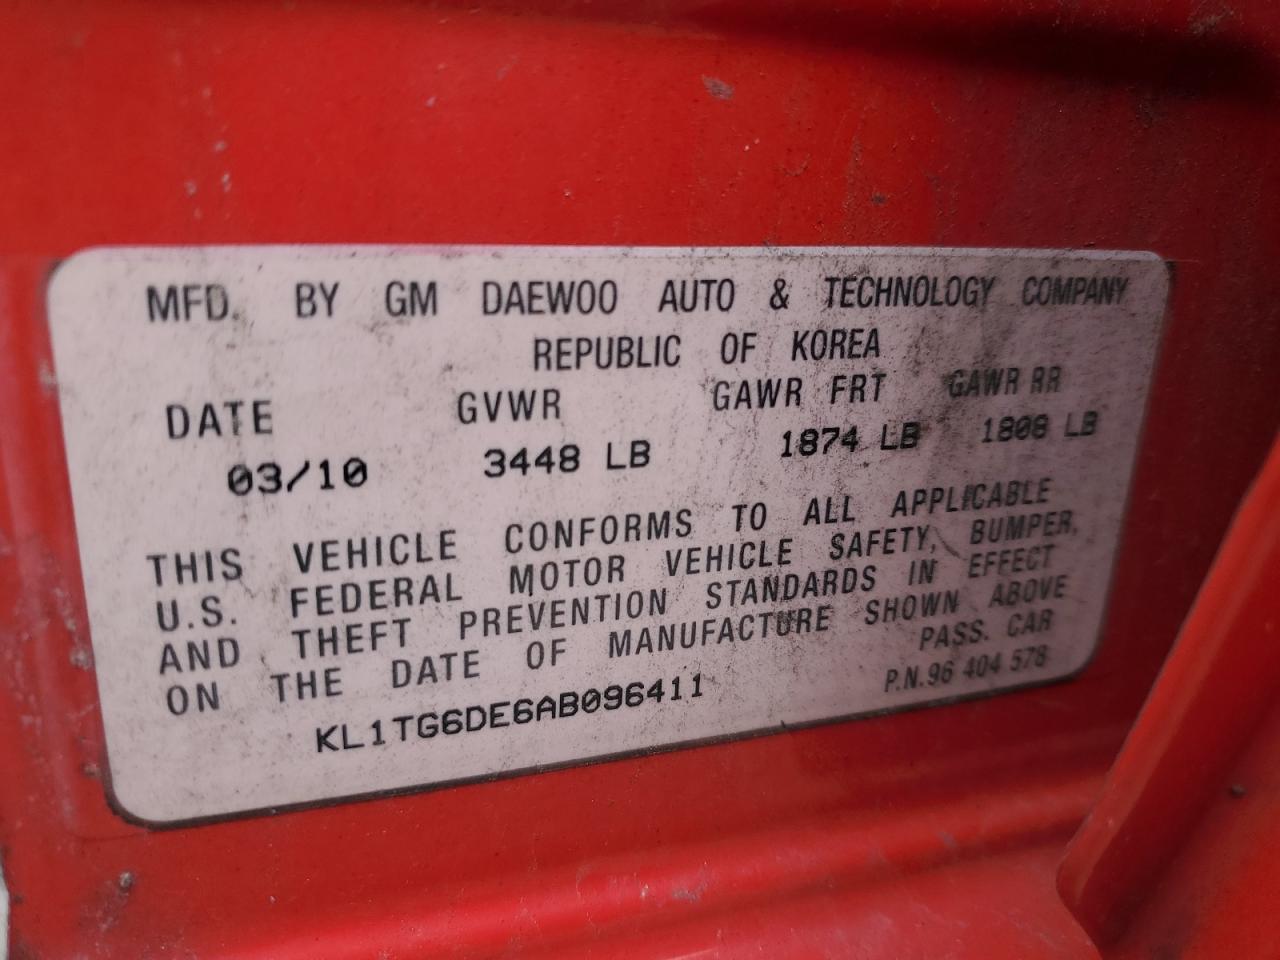 MFD. BY GM DAEWOO AUTO & TECHNOLOGY COMPANY
REPUBLIC OF KOREA
DATE GVWR GAWR FRT GAWR RR
03/10 3448 LB 1874 LB 1808 LB
THIS VEHICLE CONFORMS TO ALL APPLICABLE
U.S. FEDERAL MOTOR VEHICLE SAFETY, BUMPER,
AND THEFT PREVENTION STANDARDS IN EFFECT
ON THE DATE OF MANUFACTURE SHOWN ABOVE
PASS. CAR
KL1TG6DE6AB096411 P.N.96 404 578